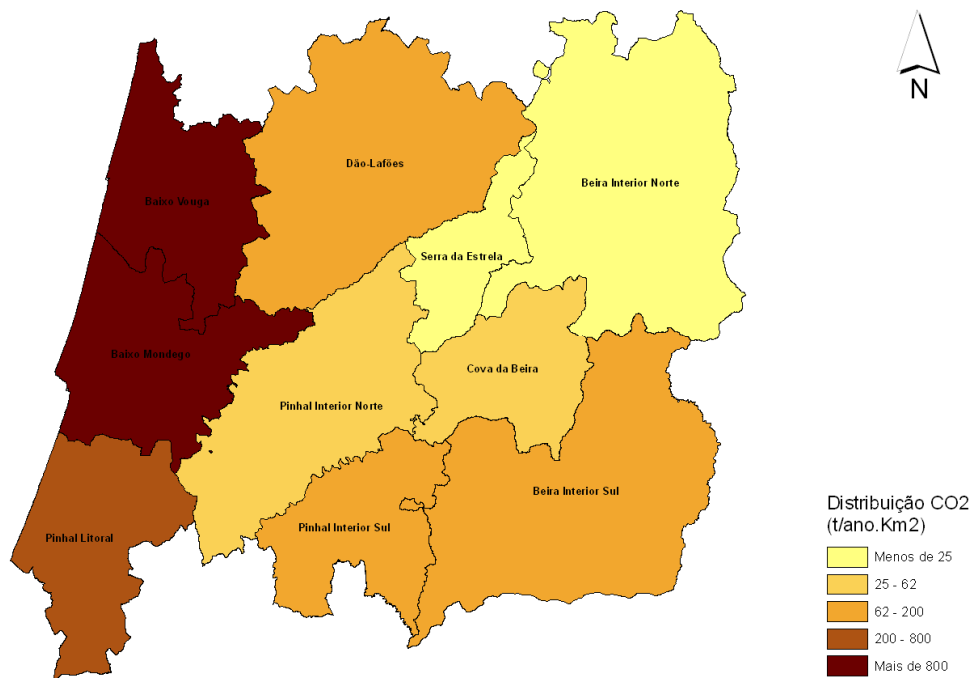 N
Dão-Lafões
Beira Interior Norte
Baixo Vouga
Serra da Estrela
Baixo Mondego
Cova da Beira
Pinhal Interior Norte
Beira Interior Sul
Pinhal Interior Sul
Pinhal Litoral
Distribuição CO2
(t/ano.Km2)
Menos de 25
25 - 62
62 - 200
200 - 800
Mais de 800